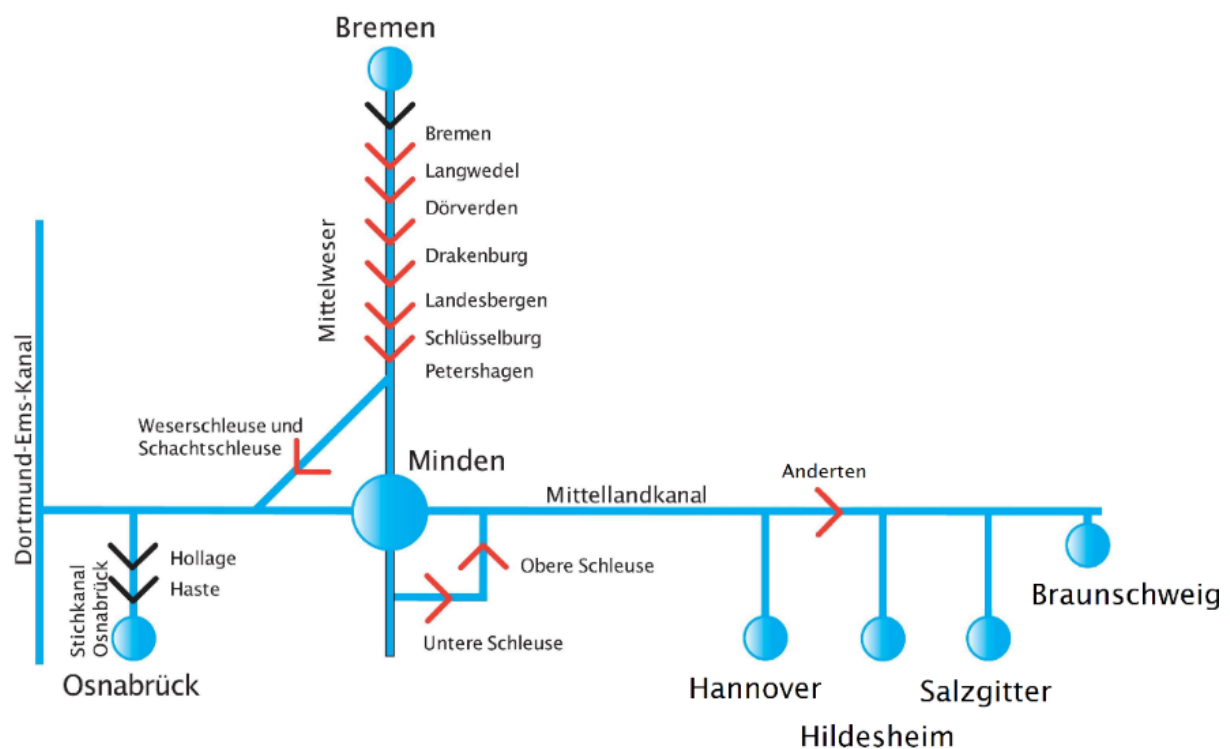 Bremen
Bremen
Langwedel
Dörverden
Drakenburg
Landesbergen
Schlüsselburg
Petershagen
Mittelweser
Dortmund-Ems-Kanal
Weserschleuse und
Schachtschleuse
Minden
Mittellandkanal
Anderten
Hollage
Haste
Stichkanal
Osnabrück
Osnabrück
Obere Schleuse
Untere Schleuse
Braunschweig
Hannover
Salzgitter
Hildesheim